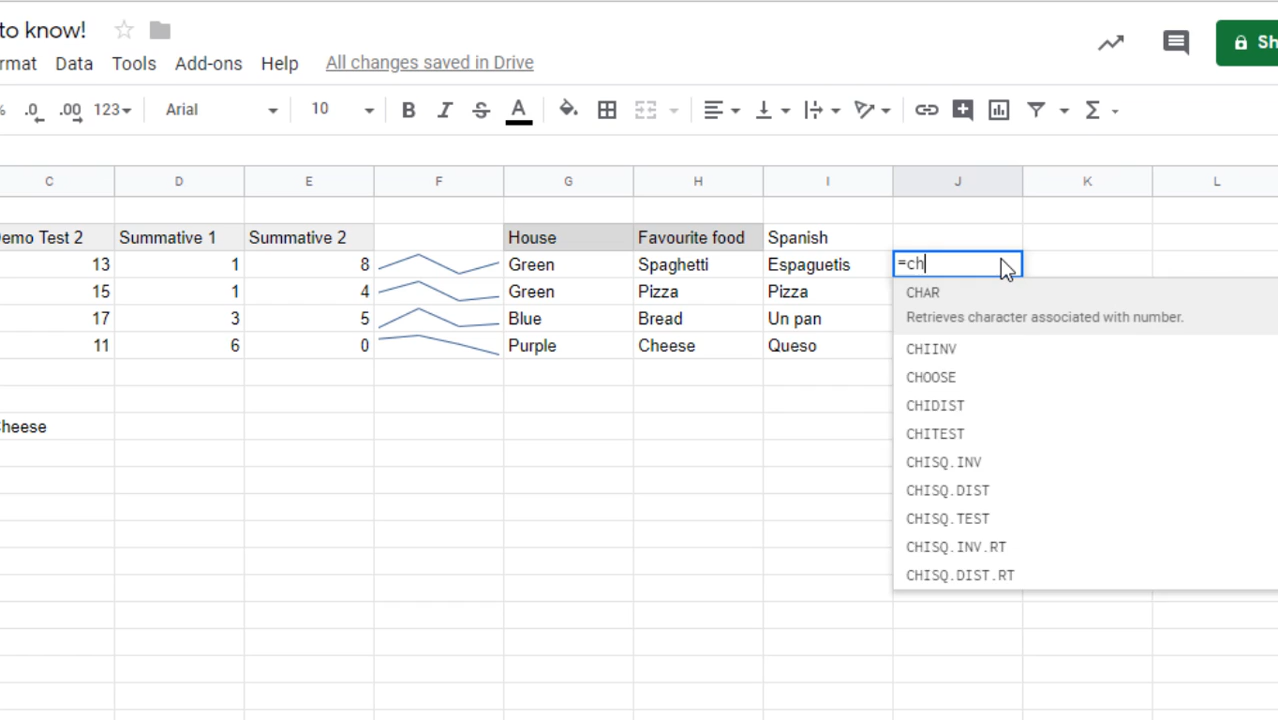 to know!
rmat Data Tools Add-ons Help All changes saved in Drive
Sh
% .0 .00 123 Arial 10 B I S A Σ
C D E F G H I J K L
emo Test 2 Summative 1 Summative 2 House Favourite food Spanish
13 1 8 Green Spaghetti Espaguetis =ch
15 1 4 Green Pizza Pizza
17 3 5 Blue Bread Un pan
11 6 0 Purple Cheese Queso
heese
CHAR
Retrieves character associated with number.
CHIINV
CHOOSE
CHIDIST
CHITEST
CHISQ.INV
CHISQ.DIST
CHISQ.TEST
CHISQ.INV.RT
CHISQ.DIST.RT